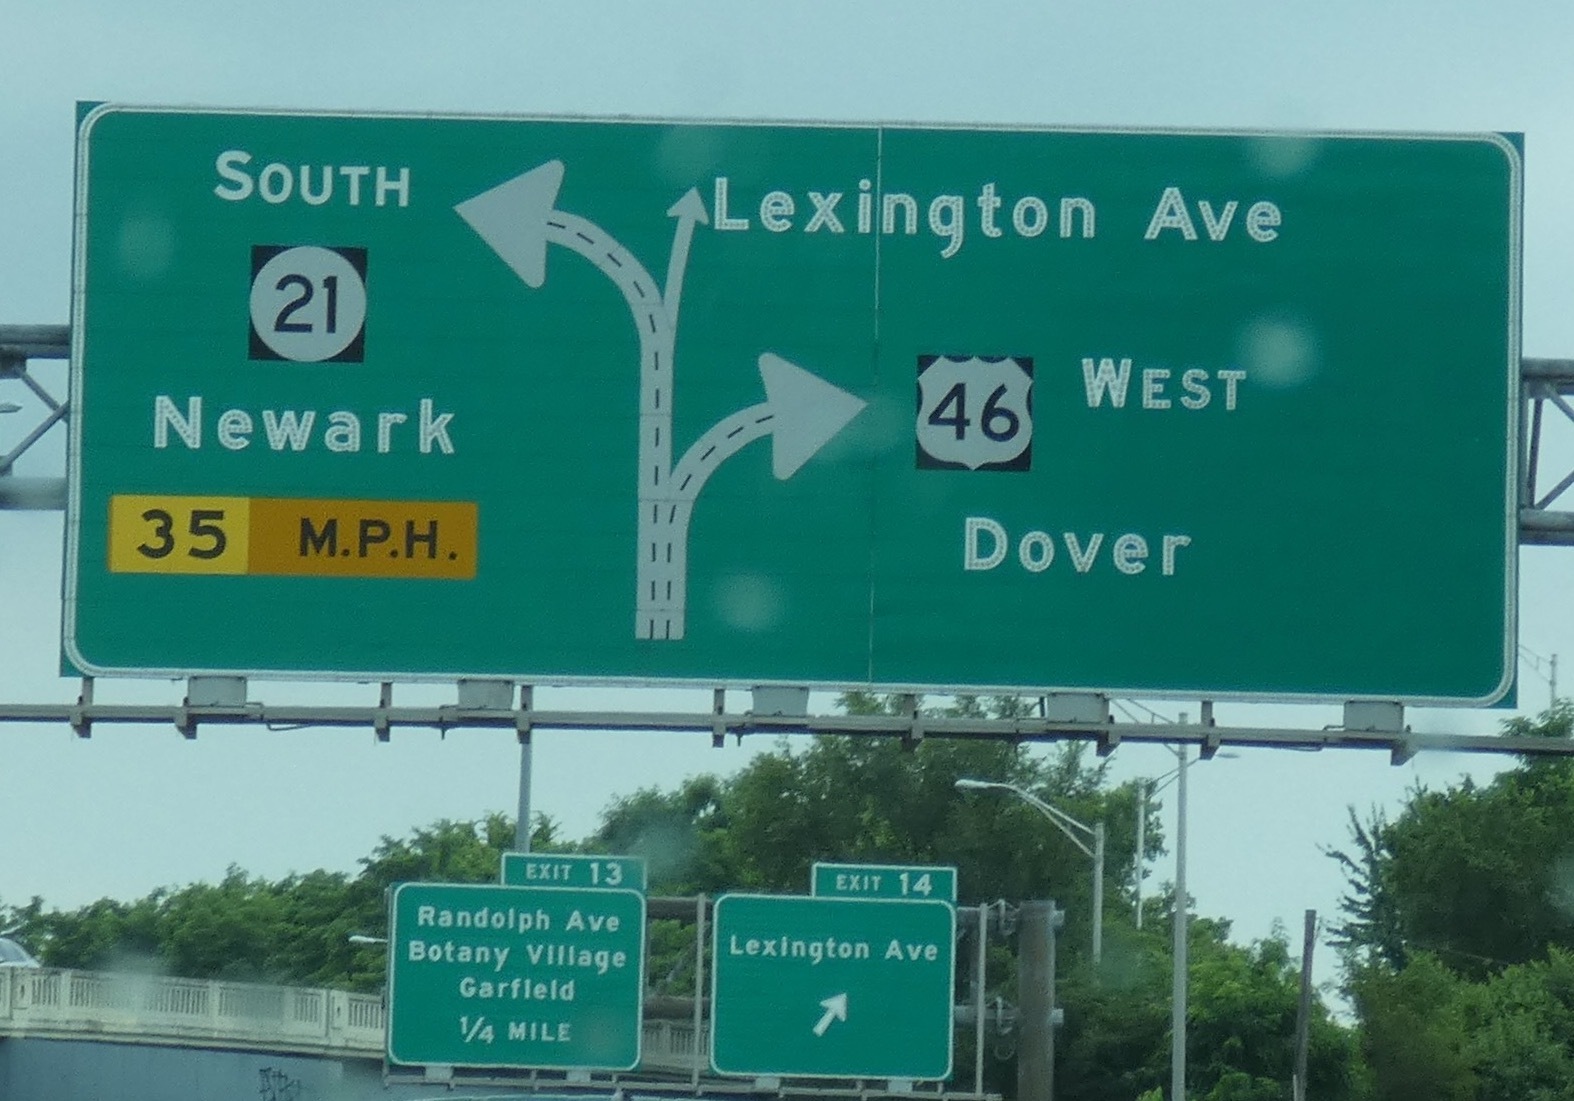 SOUTH
21
Newark
35 M.P.H.
Lexington Ave
46 WEST
Dover
EXIT 13
Randolph Ave
Botany Village
Garfield
1/4 MILE
EXIT 14
Lexington Ave